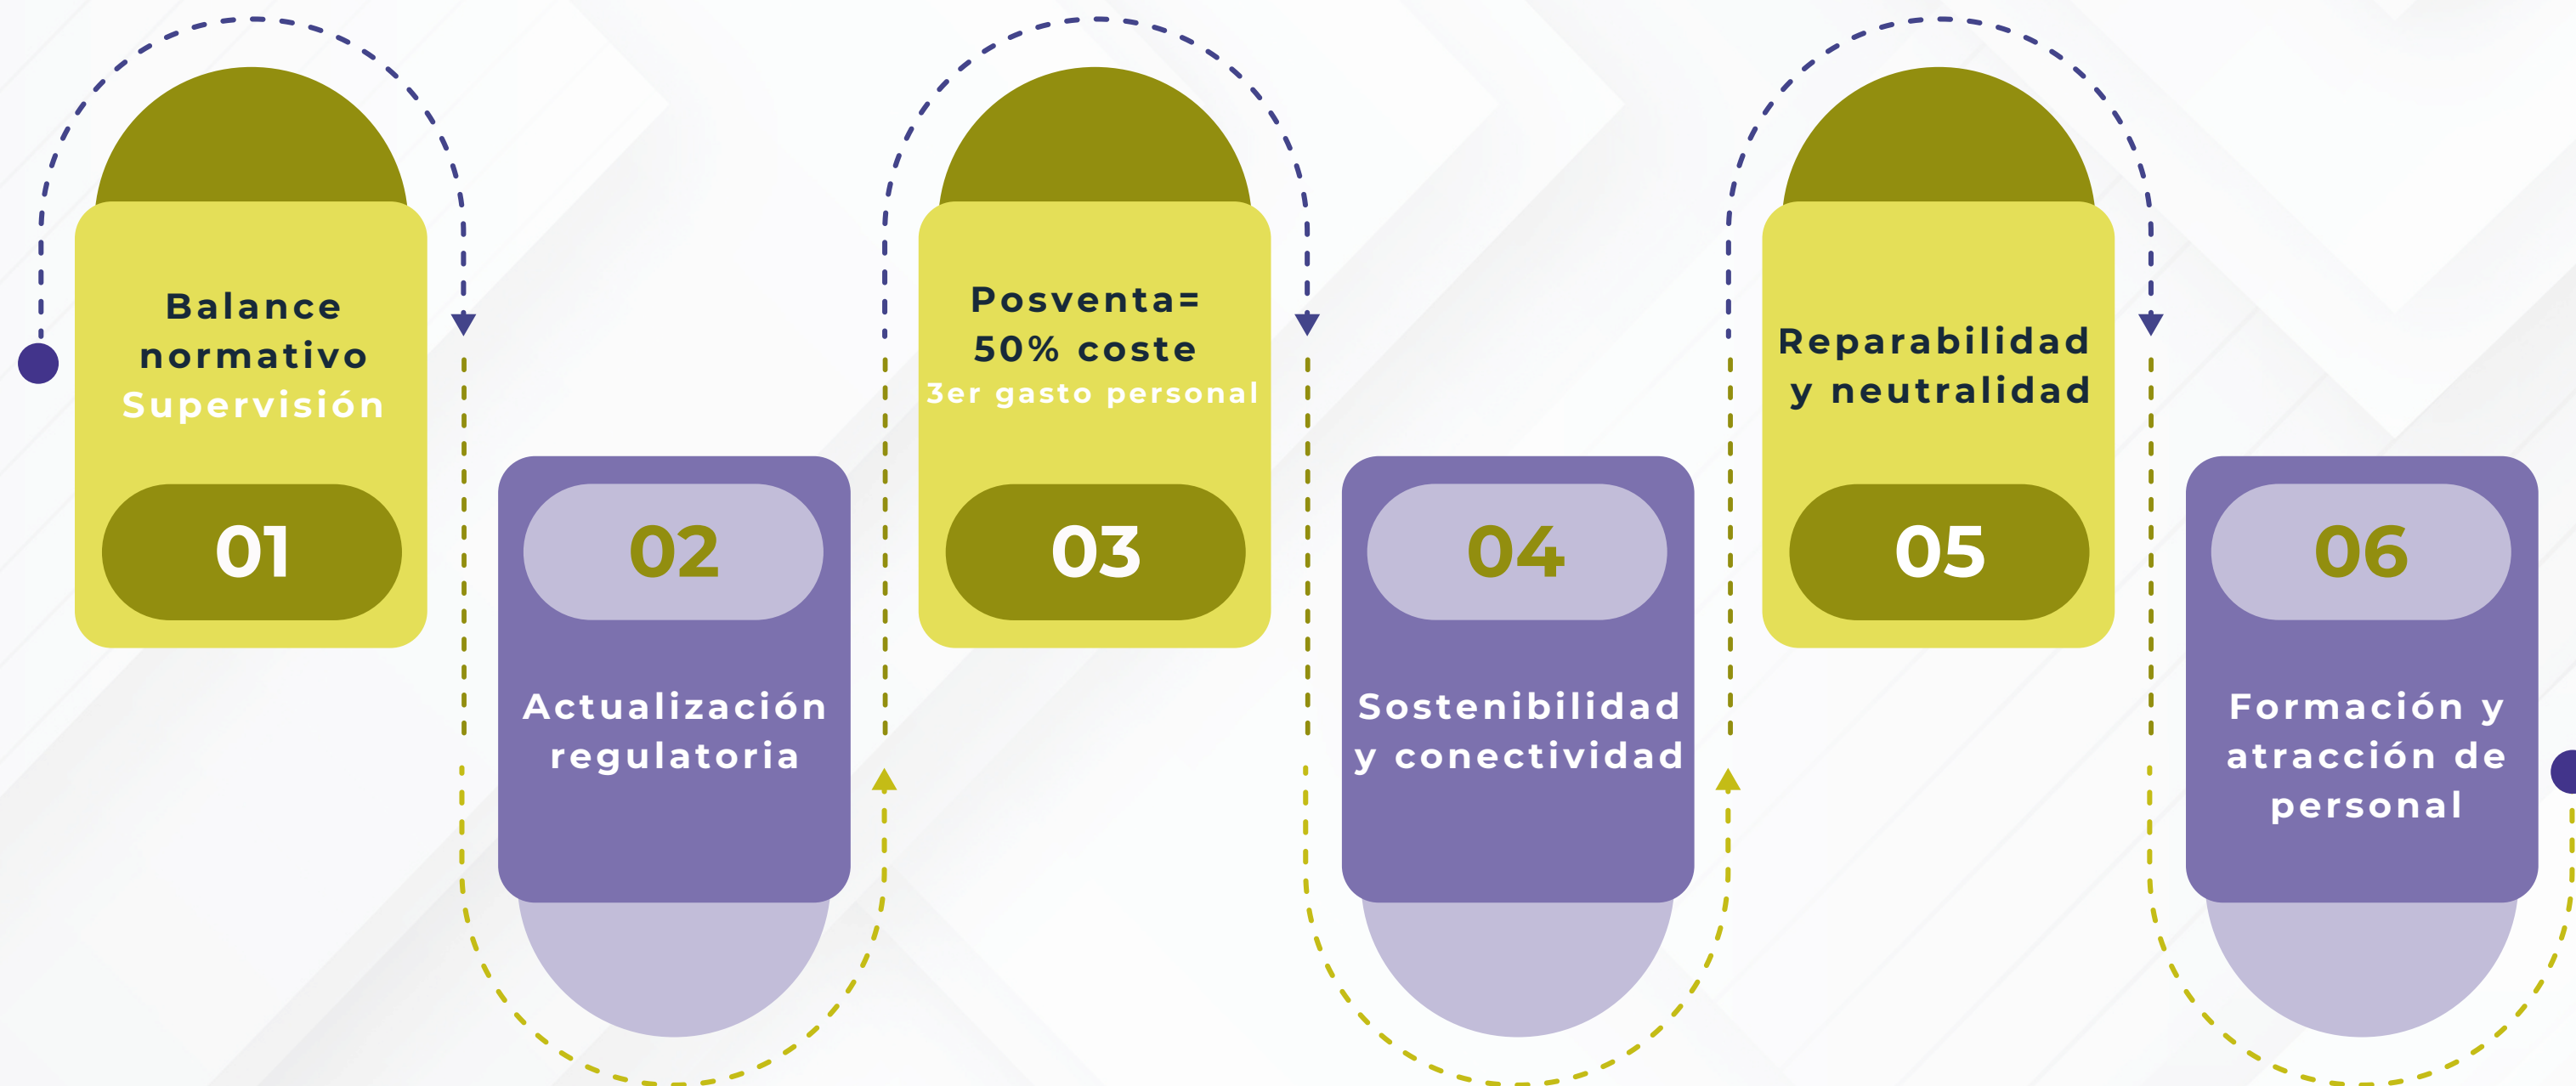 Balance
normativo
Supervisión
01
02
Actualización
regulatoria
Posventa=
50% coste
3er gasto personal
03
04
Sostenibilidad
y conectividad
Reparabilidad
y neutralidad
05
06
Formación y
atracción de
personal